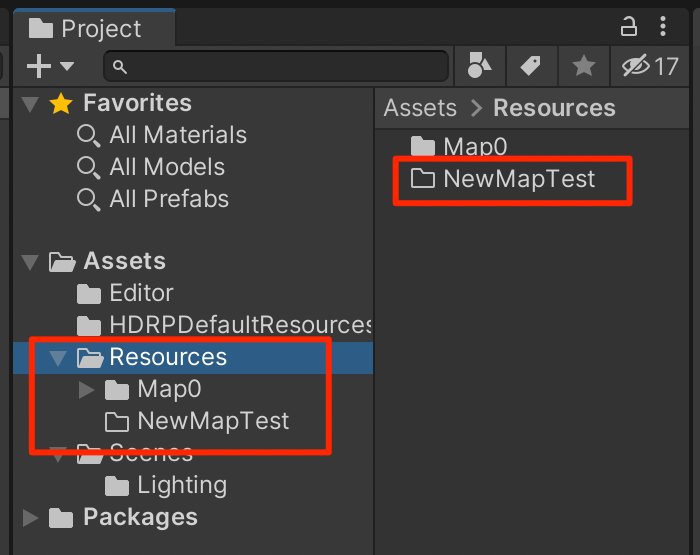 Project
17
Favorites
All Materials
All Models
All Prefabs
Assets
Editor
HDRPDefaultResources
Resources
Map0
NewMapTest
Scenes
Lighting
Packages
Assets > Resources
Map0
NewMapTest